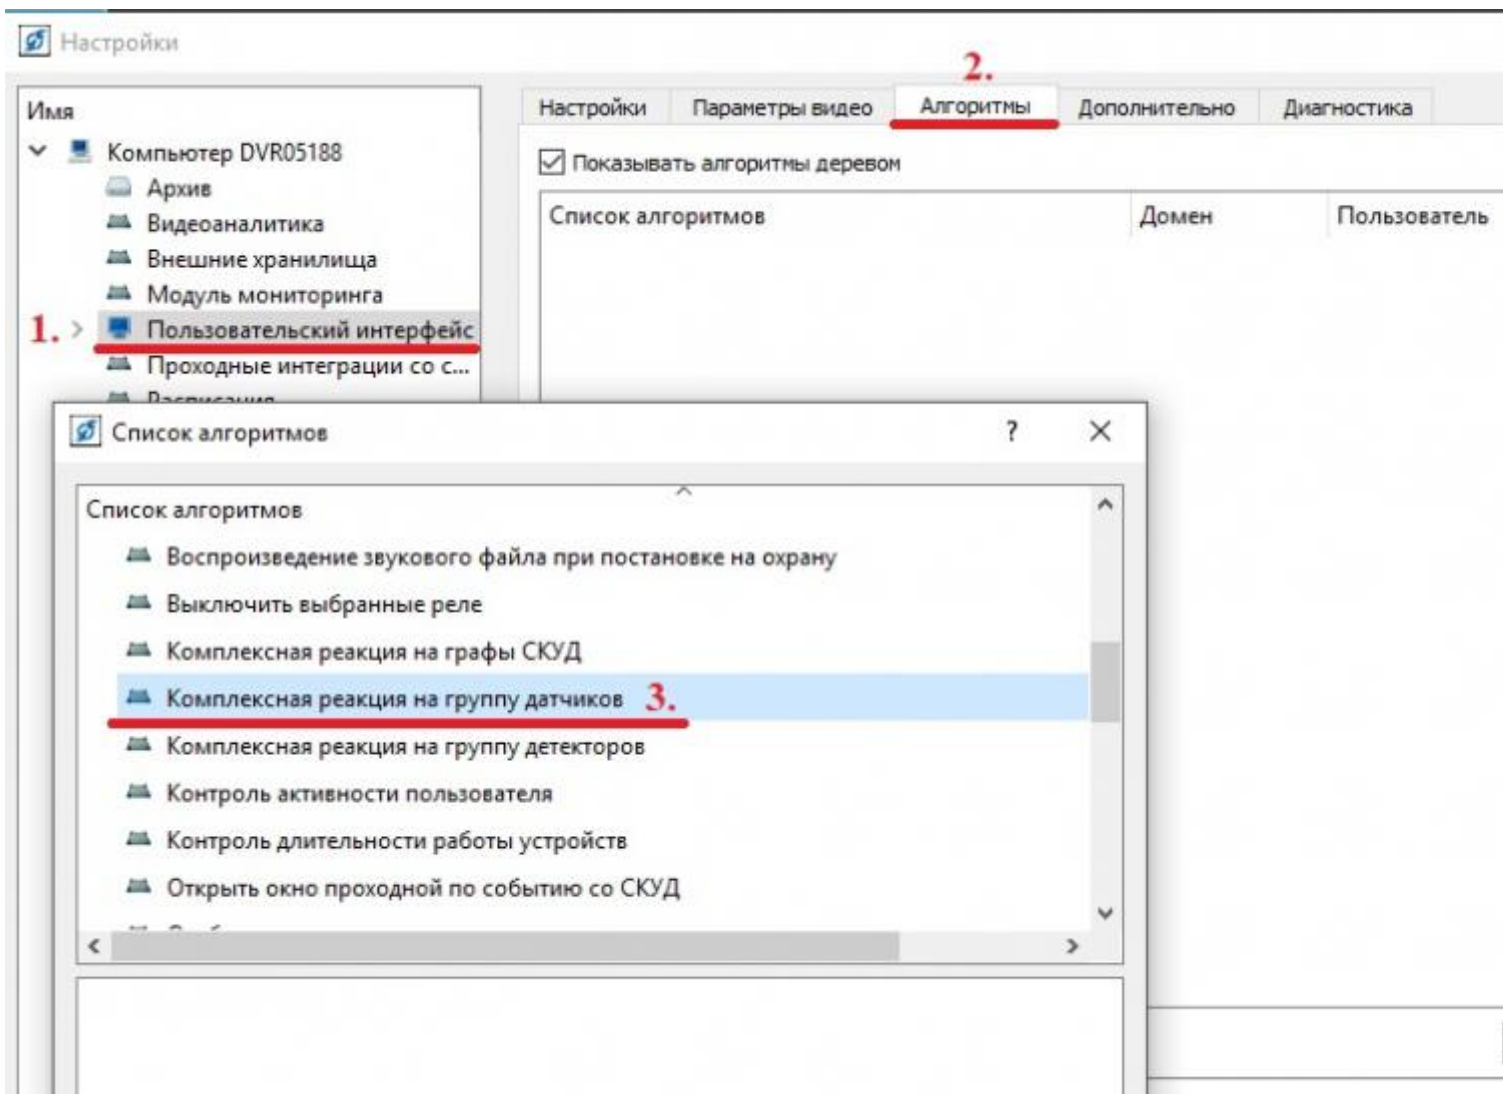 Настройки
2.
Имя
Настройки Параметры видео Алгоритмы Дополнительно Диагностика
Компьютер DVR05188
Показывать алгоритмы деревом
Архив
Список алгоритмов Домен Пользователь
Видеоаналитика
Внешние хранилища
Модуль мониторинга
1. Пользовательский интерфейс
Проходные интеграции со с...
Расписания
Список алгоритмов ?
Список алгоритмов
Воспроизведение звукового файла при постановке на охрану
Выключить выбранные реле
Комплексная реакция на графы СКУД
Комплексная реакция на группу датчиков 3.
Комплексная реакция на группу детекторов
Контроль активности пользователя
Контроль длительности работы устройств
Открыть окно проходной по событию со СКУД